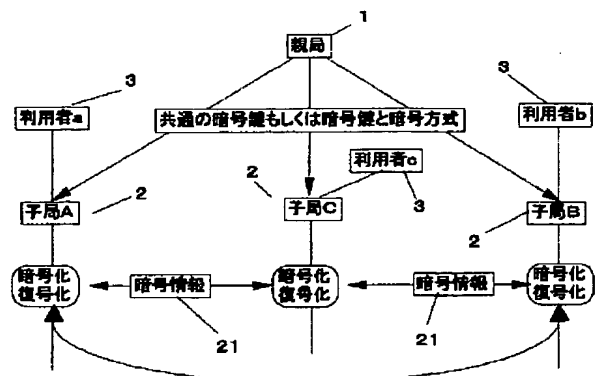 1
親局
3
利用者a
共通の暗号鍵もしくは暗号鍵と暗号方式
3
利用者b
利用者c
3
2
子局A
2
子局C
2
子局B
暗号化
復号化
暗号情報
21
暗号化
復号化
暗号情報
21
暗号化
復号化